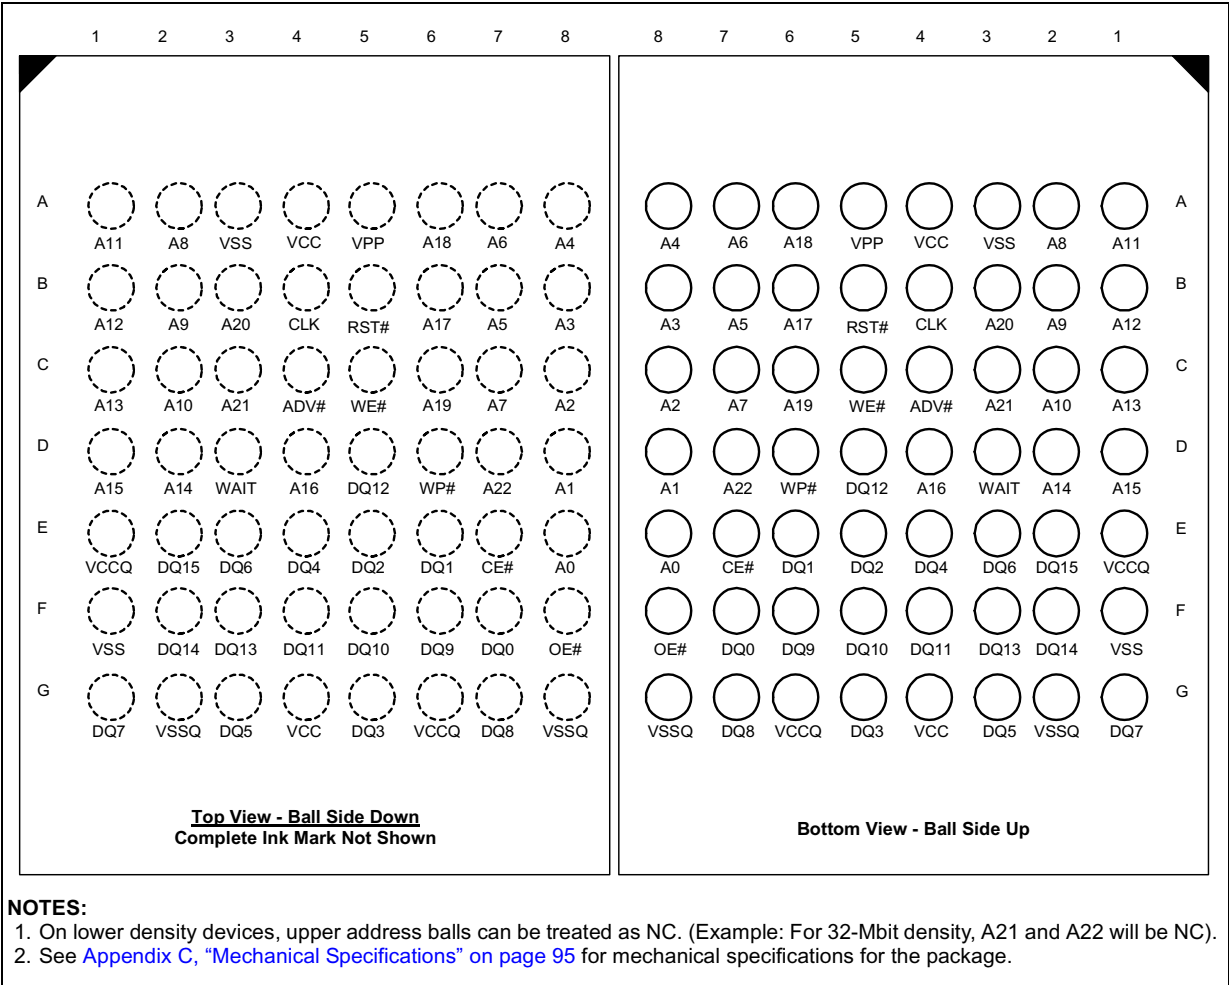 1 2 3 4 5 6 7 8 8 7 6 5 4 3 2 1
A A
A11 A8 VSS VCC VPP A18 A6 A4 A4 A6 A18 VPP VCC VSS A8 A11
B B
A12 A9 A20 CLK RST# A17 A5 A3 A3 A5 A17 RST# CLK A20 A9 A12
C C
A13 A10 A21 ADV# WE# A19 A7 A2 A2 A7 A19 WE# ADV# A21 A10 A13
D D
A15 A14 WAIT A16 DQ12 WP# A22 A1 A1 A22 WP# DQ12 A16 WAIT A14 A15
E E
VCCQ DQ15 DQ6 DQ4 DQ2 DQ1 CE# A0 A0 CE# DQ1 DQ2 DQ4 DQ6 DQ15 VCCQ
F F
VSS DQ14 DQ13 DQ11 DQ10 DQ9 DQ0 OE# OE# DQ0 DQ9 DQ10 DQ11 DQ13 DQ14 VSS
G G
DQ7 VSSQ DQ5 VCC DQ3 VCCQ DQ8 VSSQ VSSQ DQ8 VCCQ DQ3 VCC DQ5 VSSQ DQ7
Top View - Ball Side Down
Complete Ink Mark Not Shown
Bottom View - Ball Side Up
NOTES:
1. On lower density devices, upper address balls can be treated as NC. (Example: For 32-Mbit density, A21 and A22 will be NC).
2. See Appendix C, “Mechanical Specifications” on page 95 for mechanical specifications for the package.